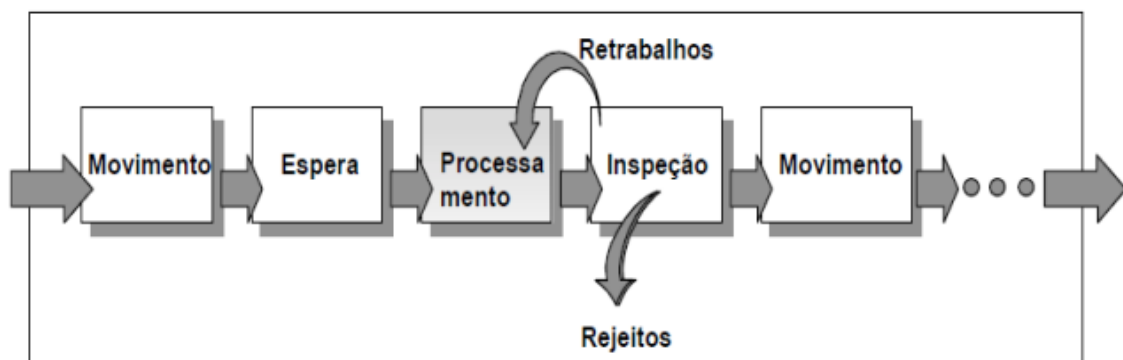 Retrabalhos
Movimento
Espera
Processa
mento
Inspeção
Movimento
Rejeitos